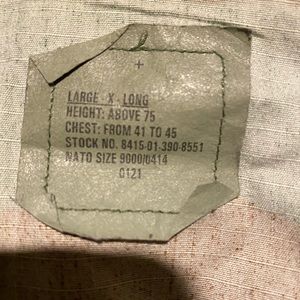 +
LARGE - X - LONG
HEIGHT: ABOVE 75
CHEST: FROM 41 TO 45
STOCK NO. 8415-01-390-8551
NATO SIZE 9000/0414
0121